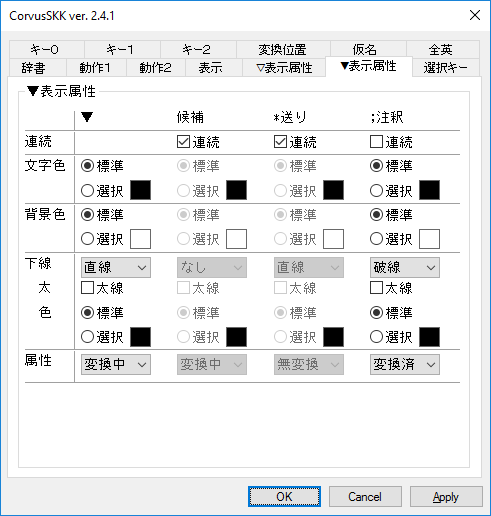 CorvusSKK ver. 2.4.1
キー0 キー1 キー2 変換位置 仮名 全英
辞書 動作1 動作2 表示 ▽表示属性 ▼表示属性 選択キー
▼表示属性
▼ 候補 *送り ;注釈
連続 連続 連続 連続
文字色 標準 標準 標準 標準
選択 選択 選択 選択
背景色 標準 標準 標準 標準
選択 選択 選択 選択
下線 直線 なし 直線 破線
太 太線 太線 太線 太線
色 標準 標準 標準 標準
選択 選択 選択 選択
属性 変換中 変換中 無変換 変換済
OK Cancel Apply